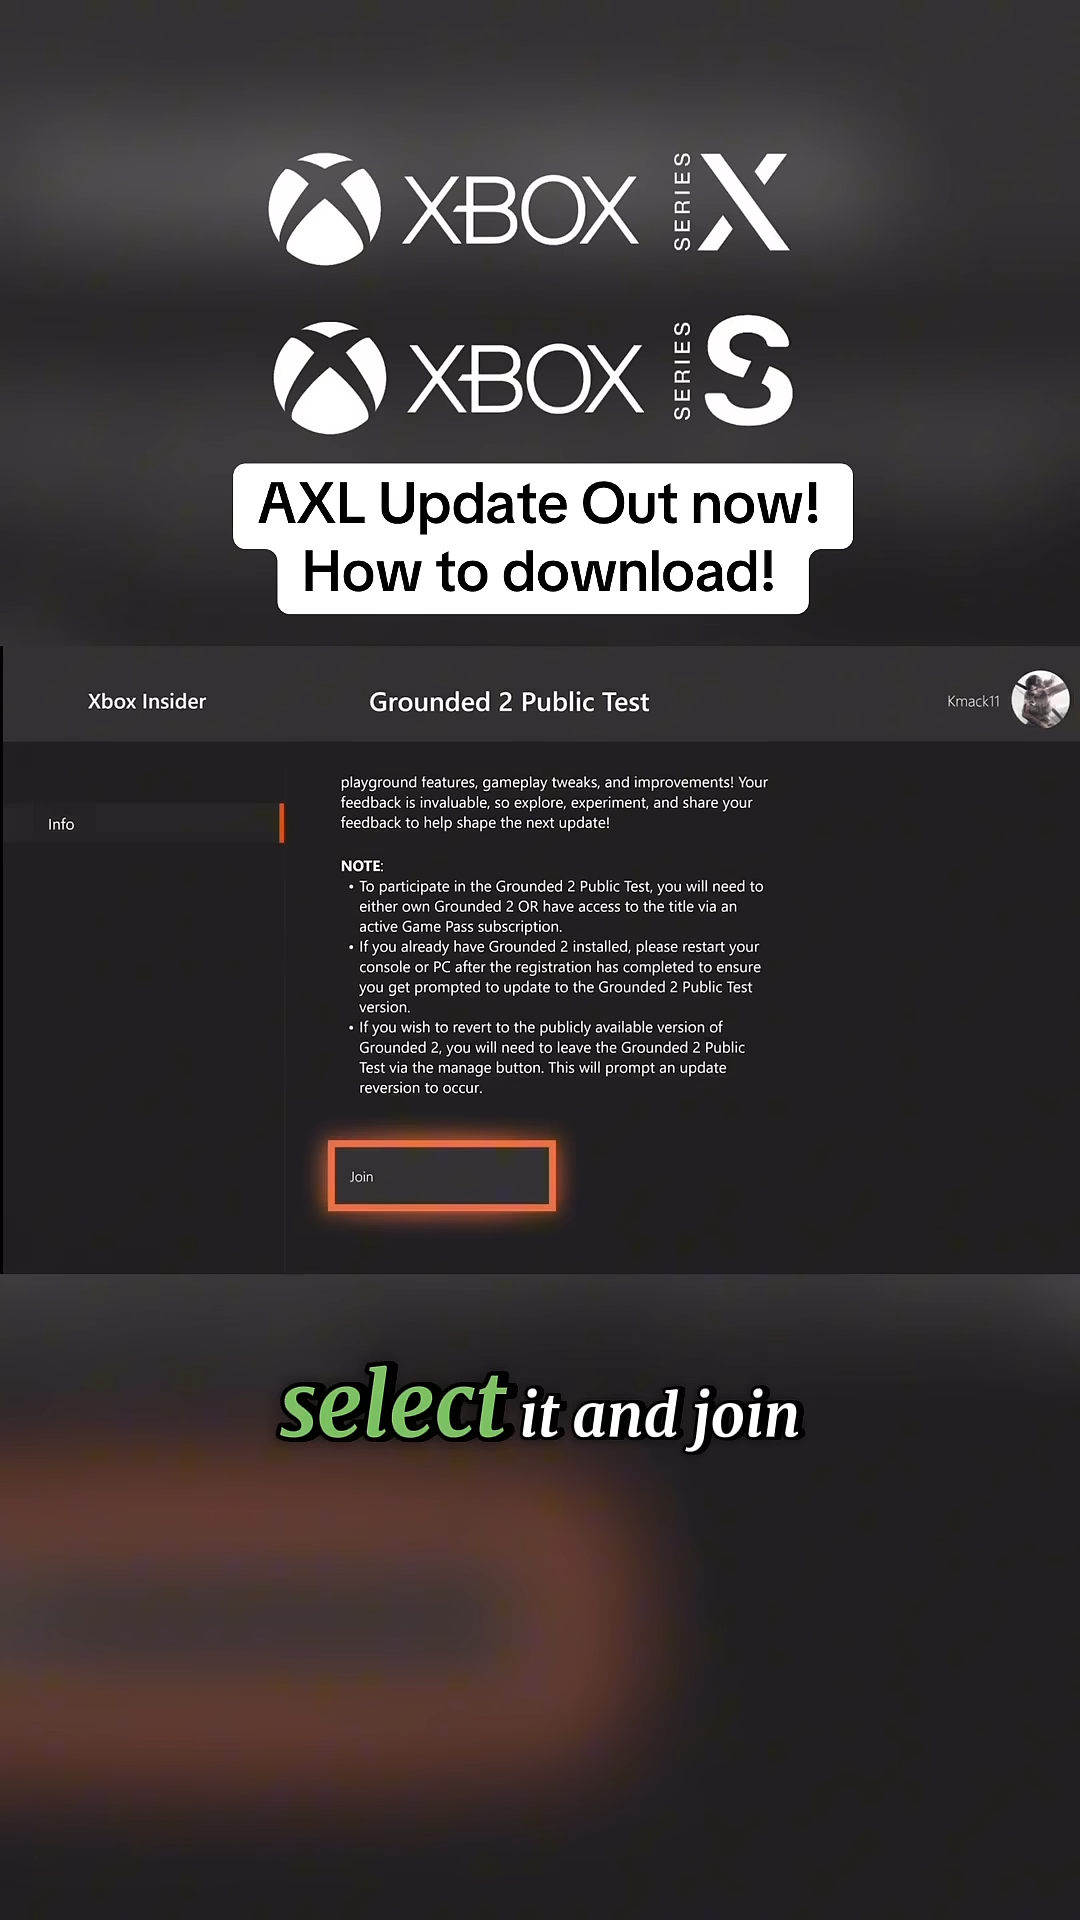 XBOX SERIES X
XBOX SERIES S
AXL Update Out now!
How to download!
Xbox Insider
Grounded 2 Public Test
Kmack11
Info
playground features, gameplay tweaks, and improvements! Your
feedback is invaluable, so explore, experiment, and share your
feedback to help shape the next update!
NOTE:
• To participate in the Grounded 2 Public Test, you will need to
either own Grounded 2 OR have access to the title via an
active Game Pass subscription.
• If you already have Grounded 2 installed, please restart your
console or PC after the registration has completed to ensure
you get prompted to update to the Grounded 2 Public Test
version.
• If you wish to revert to the publicly available version of
Grounded 2, you will need to leave the Grounded 2 Public
Test via the manage button. This will prompt an update
reversion to occur.
Join
select it and join